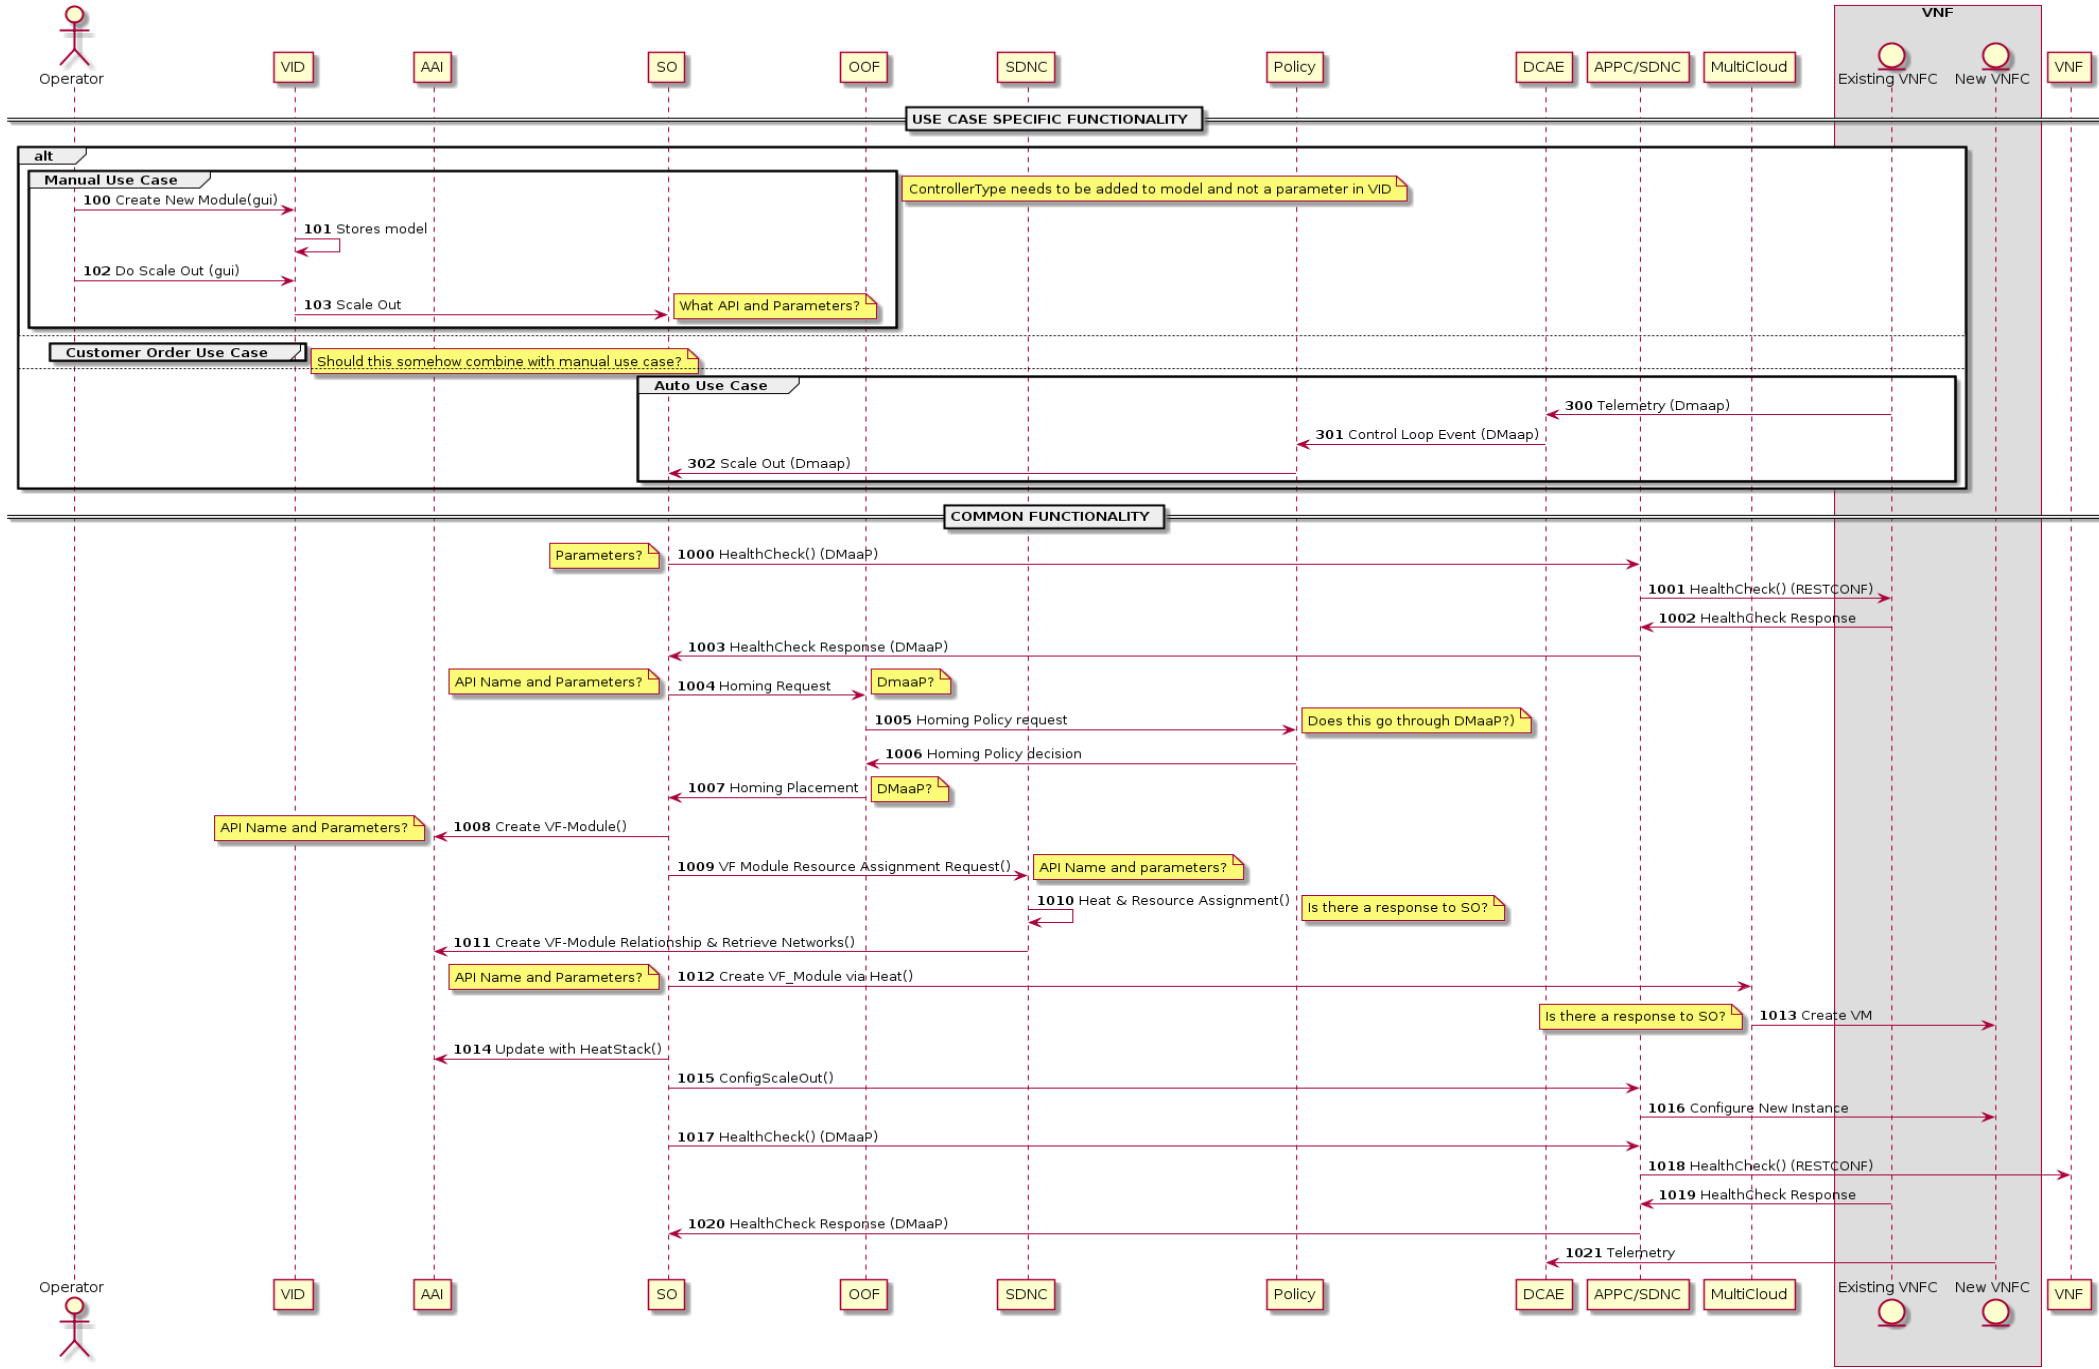 VNF
Operator
VID
AAI
SO
OOF
SDNC
Policy
DCAE
APPC/SDNC
MultiCloud
Existing VNFC
New VNFC
VNF
USE CASE SPECIFIC FUNCTIONALITY
alt
Manual Use Case
ControllerType needs to be added to model and not a parameter in VID
100 Create New Module(gui)
101 Stores model
102 Do Scale Out (gui)
103 Scale Out
What API and Parameters?
Customer Order Use Case
Should this somehow combine with manual use case?
Auto Use Case
300 Telemetry (Dmaap)
301 Control Loop Event (DMaap)
302 Scale Out (Dmaap)
COMMON FUNCTIONALITY
Parameters?
1000 HealthCheck() (DMaaP)
1001 HealthCheck() (RESTCONF)
1002 HealthCheck Response
1003 HealthCheck Response (DMaaP)
API Name and Parameters?
1004 Homing Request
DmaaP?
1005 Homing Policy request
Does this go through DMaaP?)
1006 Homing Policy decision
1007 Homing Placement
DMaaP?
API Name and Parameters?
1008 Create VF-Module()
1009 VF Module Resource Assignment Request()
API Name and parameters?
1010 Heat & Resource Assignment()
Is there a response to SO?
1011 Create VF-Module Relationship & Retrieve Networks()
API Name and Parameters?
1012 Create VF_Module via Heat()
Is there a response to SO?
1013 Create VM
1014 Update with HeatStack()
1015 ConfigScaleOut()
1016 Configure New Instance
1017 HealthCheck() (DMaaP)
1018 HealthCheck() (RESTCONF)
1019 HealthCheck Response
1020 HealthCheck Response (DMaaP)
1021 Telemetry
Operator
VID
AAI
SO
OOF
SDNC
Policy
DCAE
APPC/SDNC
MultiCloud
Existing VNFC
New VNFC
VNF